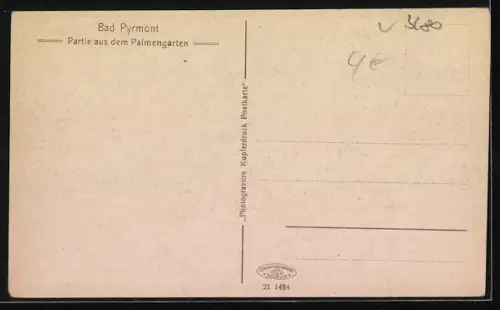 Bad Pyrmont
Partie aus dem Palmengarten
„Photogravüre Kupferdruck Postkarte"
4€
21 1484